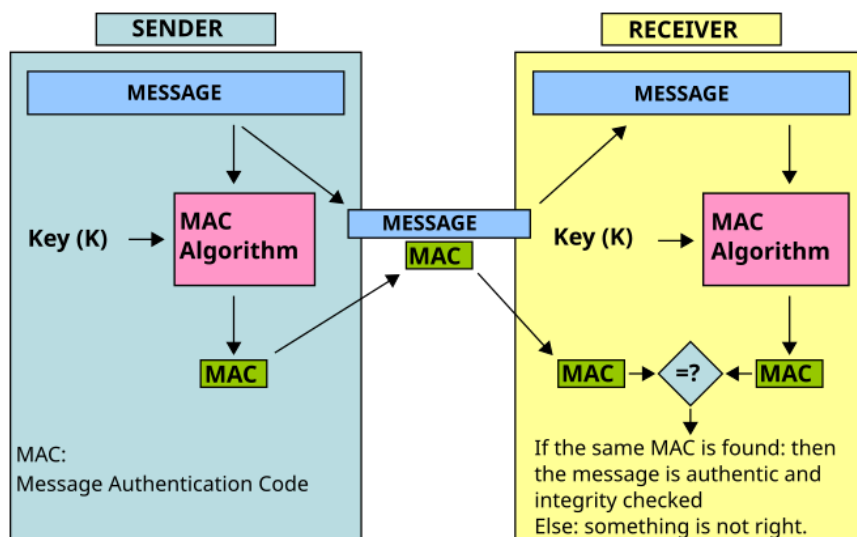 SENDER
RECEIVER
MESSAGE
Key (K)
MAC
Algorithm
MAC
MAC:
Message Authentication Code
MESSAGE
MAC
MESSAGE
Key (K)
MAC
Algorithm
MAC
=?
MAC
If the same MAC is found: then
the message is authentic and
integrity checked
Else: something is not right.